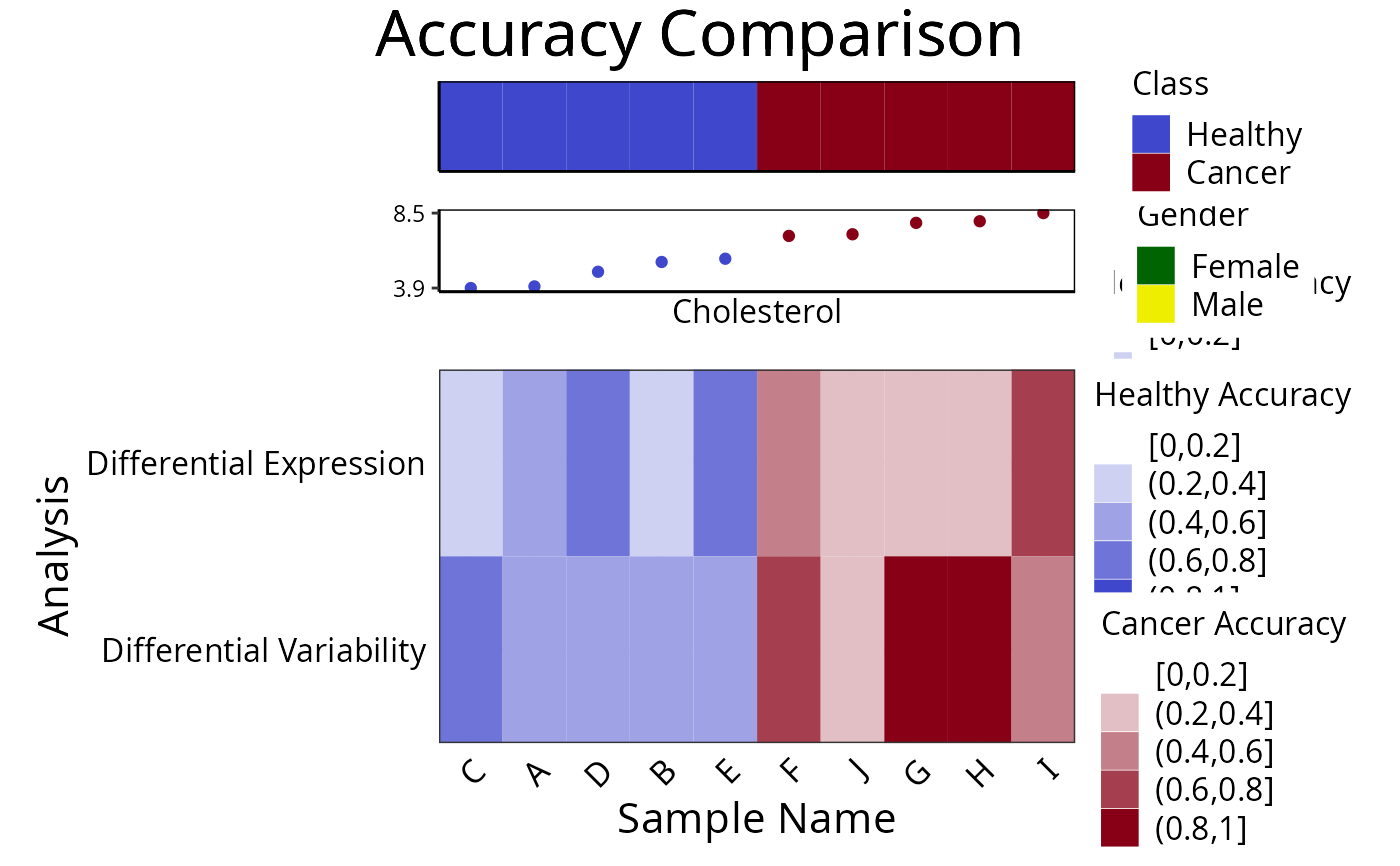 Accuracy Comparison
Class
Healthy
Cancer
8.5
3.9
Cholesterol
Gender
Female
Male
[0,0.2]
Healthy Accuracy
[0,0.2]
(0.2,0.4]
(0.4,0.6]
(0.6,0.8]
Cancer Accuracy
[0,0.2]
(0.2,0.4]
(0.4,0.6]
(0.6,0.8]
(0.8,1]
Analysis
Differential Expression
Differential Variability
C A D B E F J G H I
Sample Name